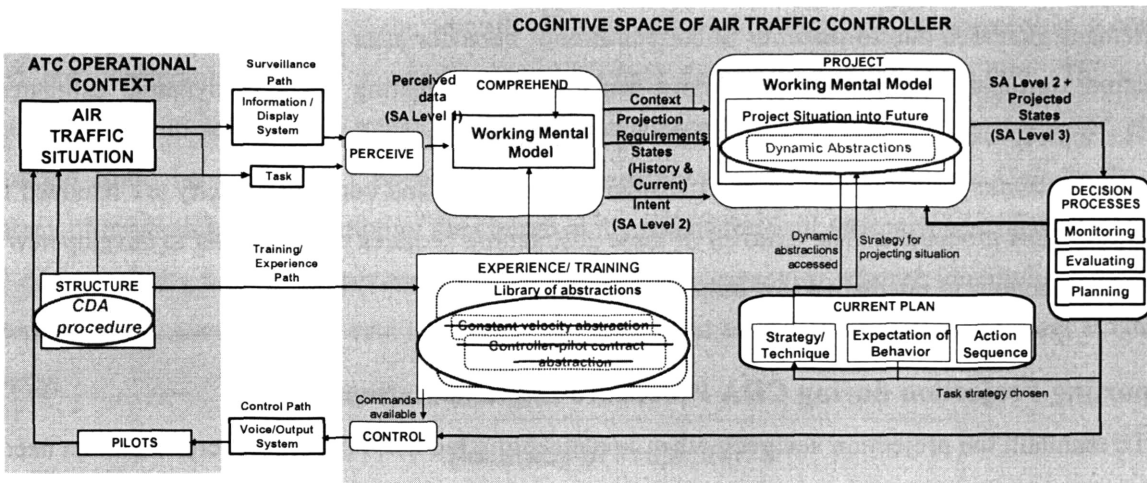 COGNITIVE SPACE OF AIR TRAFFIC CONTROLLER
ATC OPERATIONAL
CONTEXT
AIR
TRAFFIC
SITUATION
Surveillance
Path
Information /
Display
System
Task
PERCEIVE
Perceived
data
(SA Level 1)
COMPREHEND
Working Mental
Model
Context
Projection
Requirements
States
(History &
Current)
Intent
(SA Level 2)
PROJECT
Working Mental Model
Project Situation into Future
Dynamic Abstractions
SA Level 2 +
Projected
States
(SA Level 3)
DECISION
PROCESSES
Monitoring
Evaluating
Planning
Dynamic
abstractions
accessed
Strategy for
projecting situation
Training/
Experience
Path
STRUCTURE
CDA
procedure
EXPERIENCE/ TRAINING
Library of abstractions
Constant velocity abstraction
Controller-pilot contract
abstraction
CURRENT PLAN
Strategy/
Technique
Expectation of
Behavior
Action
Sequence
Task strategy chosen
Commands
available
Control Path
Voice/Output
System
CONTROL
PILOTS